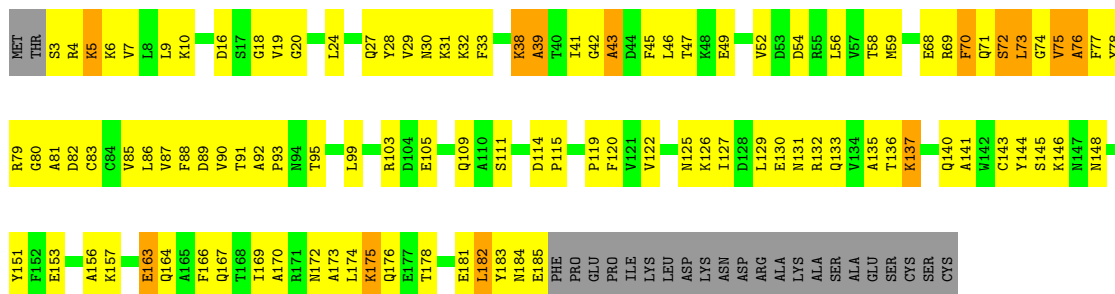 MET THR S3 R4 K5 K6 V7 L8 L9 K10 D16 S17 G18 V19 G20 L24 Q27 Y28 V29 N30 K31 K32 F33 K38 A39 T40 I41 G42 A43 D44 F45 L46 T47 K48 E49 V52 D53 D54 R55 L56 V57 T58 M59 E68 R69 F70 Q71 S72 L73 G74 V75 A76 F77 Y78
R79 G80 A81 D82 C83 C84 V85 L86 V87 F88 D89 V90 T91 A92 P93 N94 T95 L99 R103 D104 E105 Q109 A110 S111 D114 P115 P119 F120 V121 V122 N125 K126 I127 D128 L129 E130 N131 R132 Q133 V134 A135 T136 K137 Q140 A141 W142 C143 Y144 S145 K146 N147 N148
Y151 F152 E153 A156 K157 E163 Q164 A165 F166 Q167 T168 I169 A170 R171 N172 A173 L174 K175 Q176 E177 T178 E181 L182 Y183 N184 E185 PHE PRO GLU PRO ILE LYS LEU ASP LYS ASN ASP ARG ALA LYS ALA SER ALA GLU SER CYS SER CYS